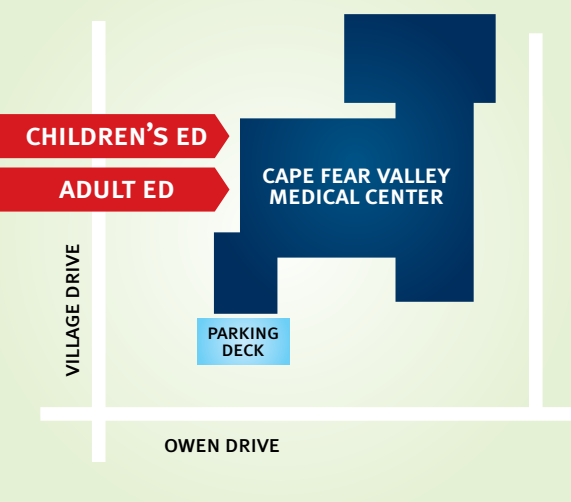 CHILDREN'S ED
ADULT ED
CAPE FEAR VALLEY
MEDICAL CENTER
VILLAGE DRIVE
PARKING
DECK
OWEN DRIVE